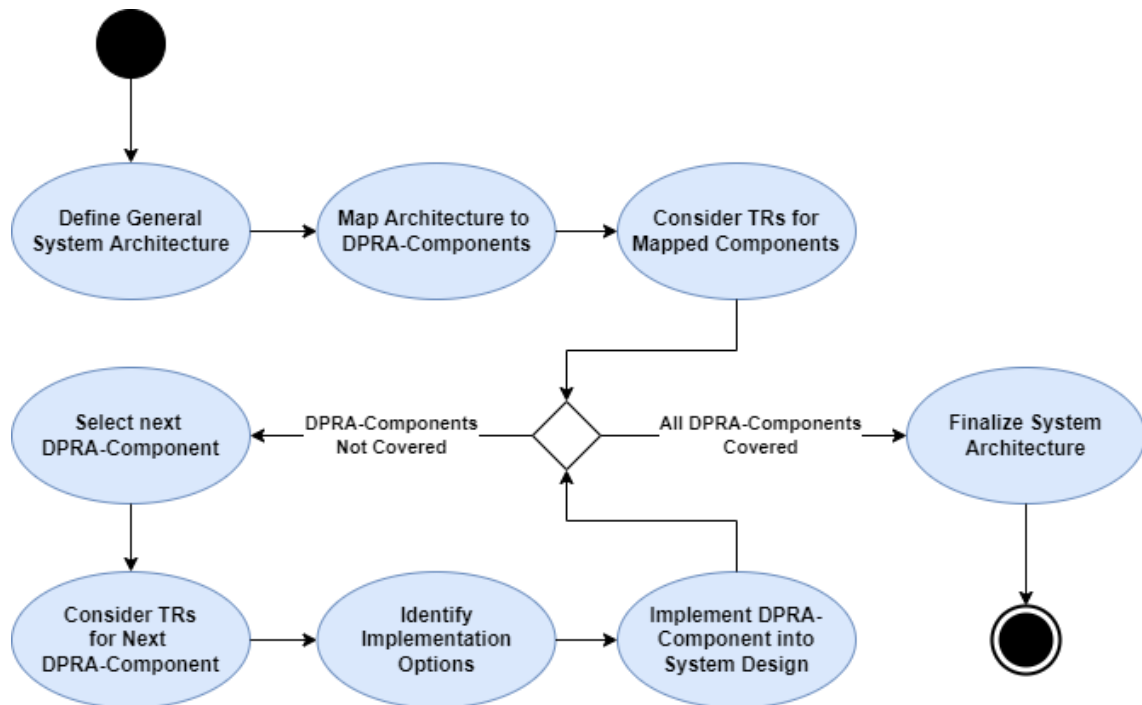 Define General
System Architecture
Map Architecture to
DPRA-Components
Consider TRs for
Mapped Components
Select next
DPRA-Component
DPRA-Components
Not Covered
All DPRA-Components
Covered
Finalize System
Architecture
Consider TRs
for Next
DPRA-Component
Identify
Implementation
Options
Implement DPRA-
Component into
System Design